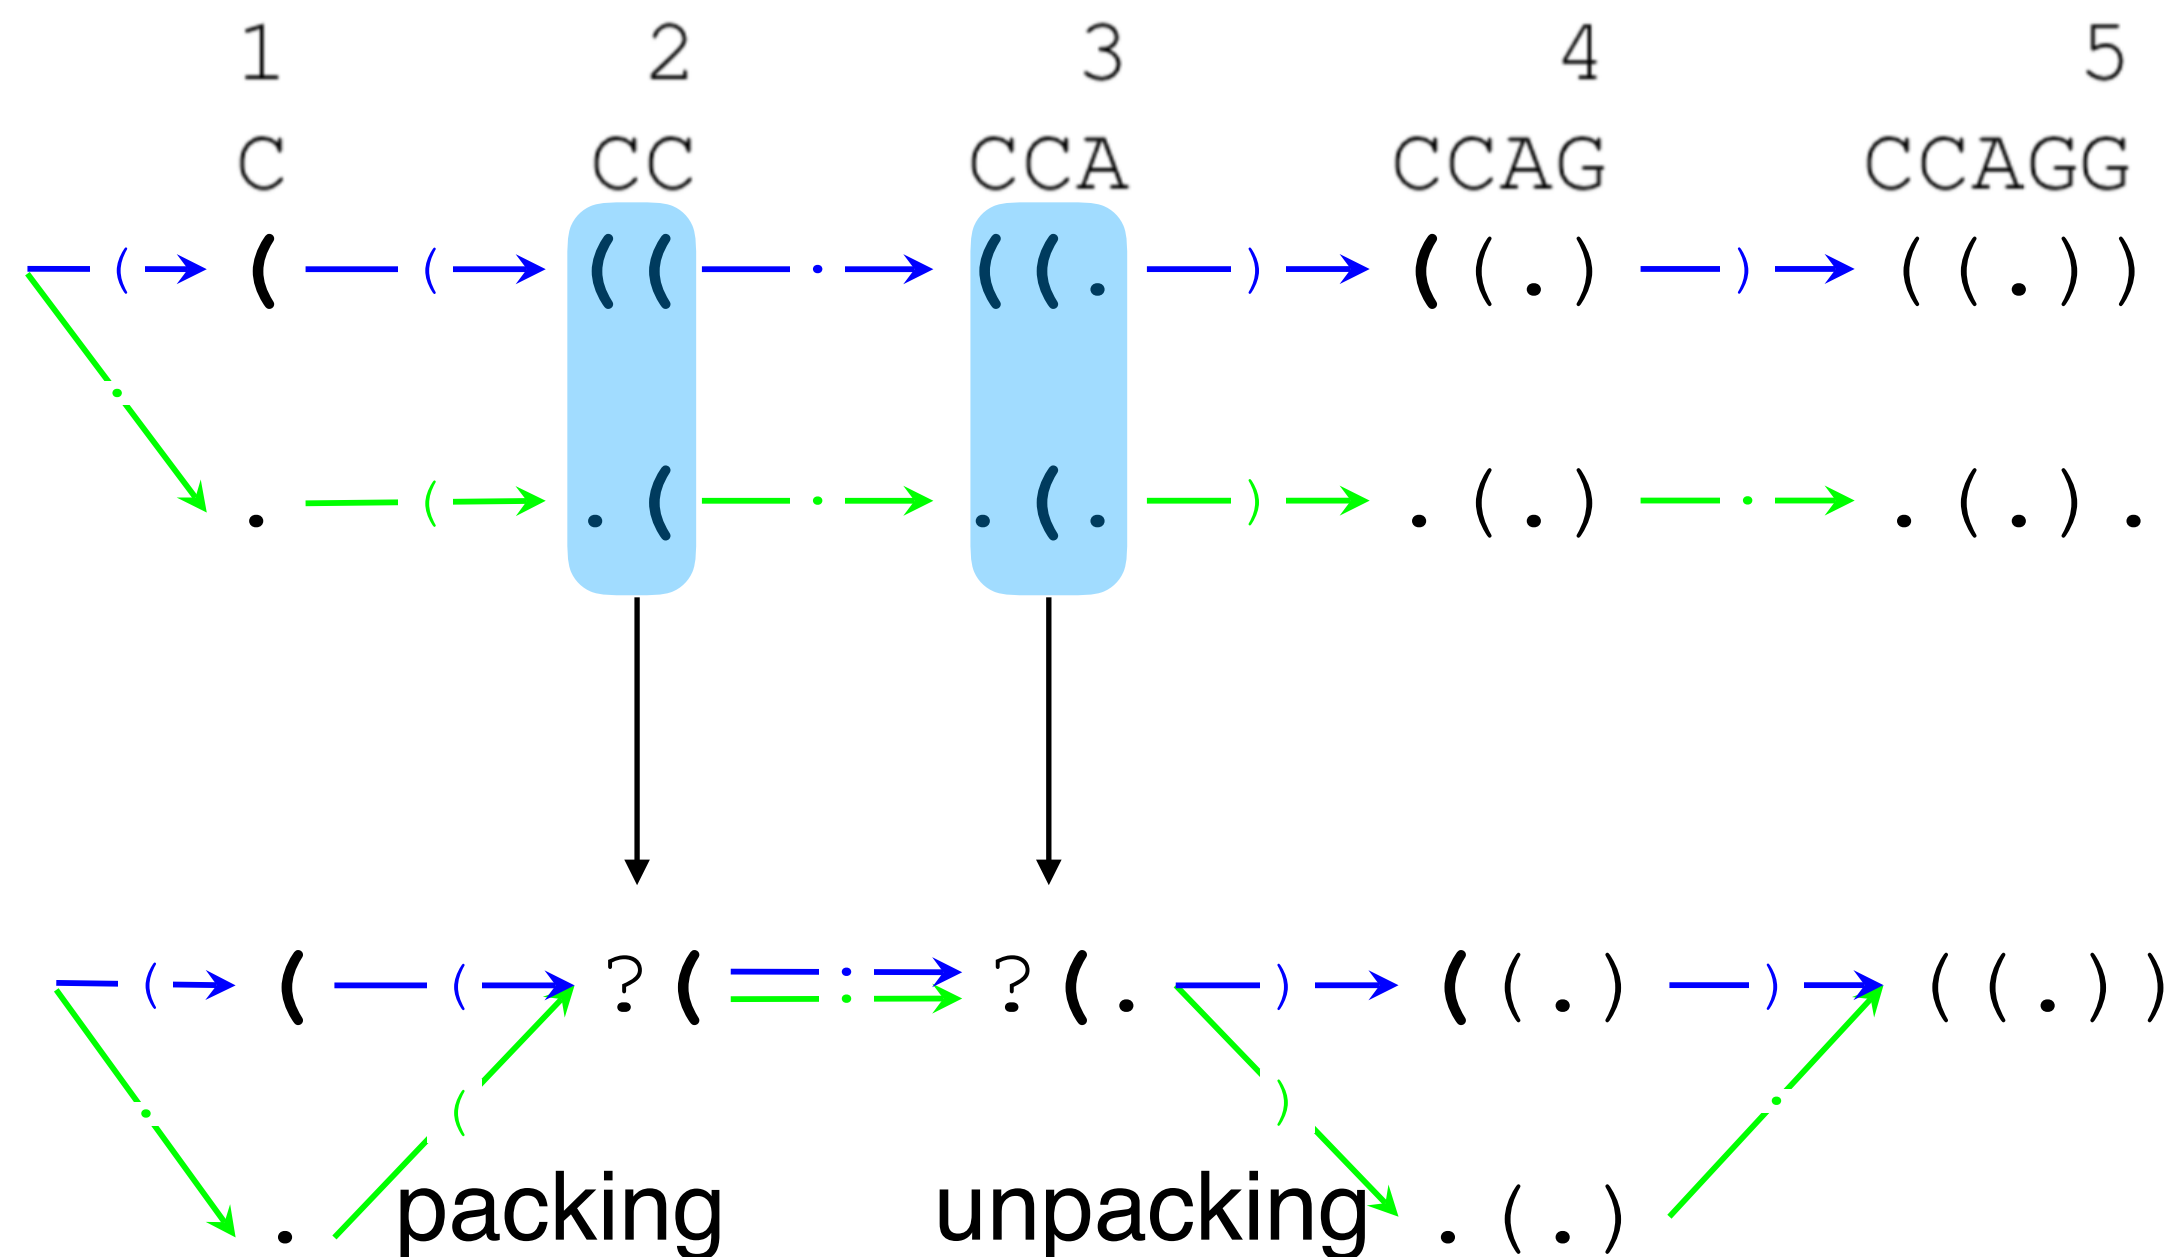 1 2 3 4 5
C CC CCA CCAG CCAGG
( ( ( (( . ((. ) ((.) ) ((.))
.
. ( .( . .(. ) .(.) . .(.).
( ( ( ?( . ?(. ) ((.) ) ((.))
.
. ( ) .
. packing unpacking .(.)